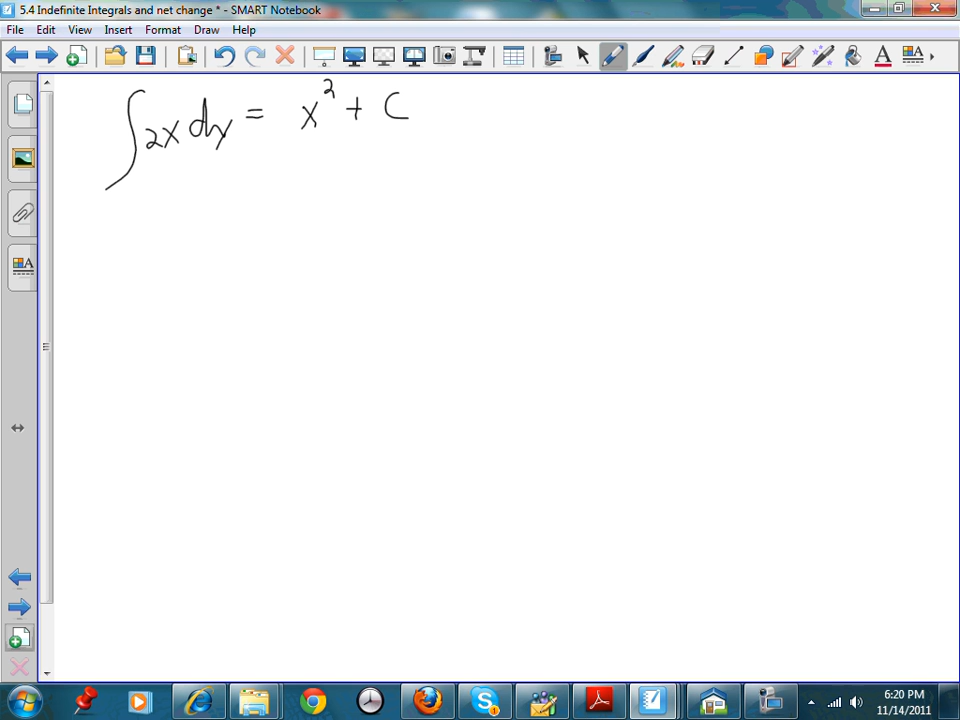 5.4 Indefinite Integrals and net change * - SMART Notebook
File Edit View Insert Format Draw Help
∫2x dx = x² + C
6:20 PM
11/14/2011